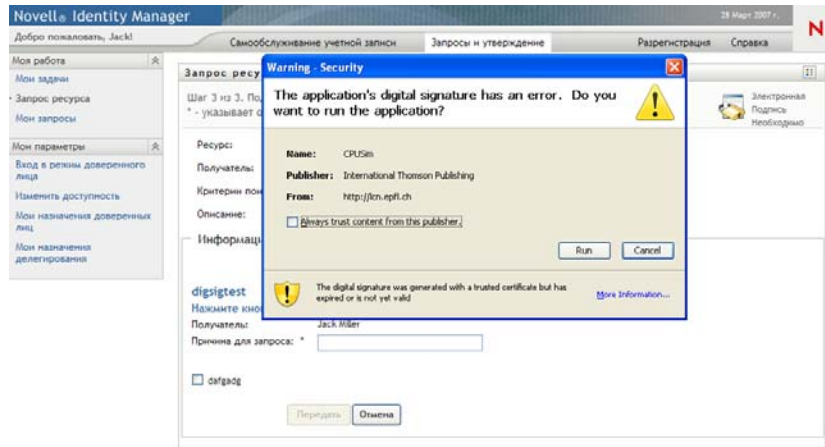 Novell® Identity Manager
28 Март 2007 г.
N
Добро пожаловать, Jack!
Самообслуживание учетной записи
Запросы и утверждение
Разрегистрация
Справка
Моя работа
Мои задачи
Запрос ресурса
Мои запросы
Мои параметры
Вход в режим доверенного
лица
Изменить доступность
Мои назначения доверенных
лиц
Мои назначения
делегирования
Запрос ресу
Шаг 3 из 3. По
* - указывает о
Электронная
Подпись
Необходимо
Ресурс:
Получатель:
Критерии пои
Описание:
Информаци
Warning - Security
The application's digital signature has an error. Do you
want to run the application?
Name: CPUSim
Publisher: International Thomson Publishing
From: http://lcn.epfl.ch
Always trust content from this publisher.
Run
Cancel
The digital signature was generated with a trusted certificate but has
expired or is not yet valid
More Information...
digsigtest
Нажмите кно
Получатель: Jack Miller
Причина для запроса: *
dafgadg
Передать
Отмена